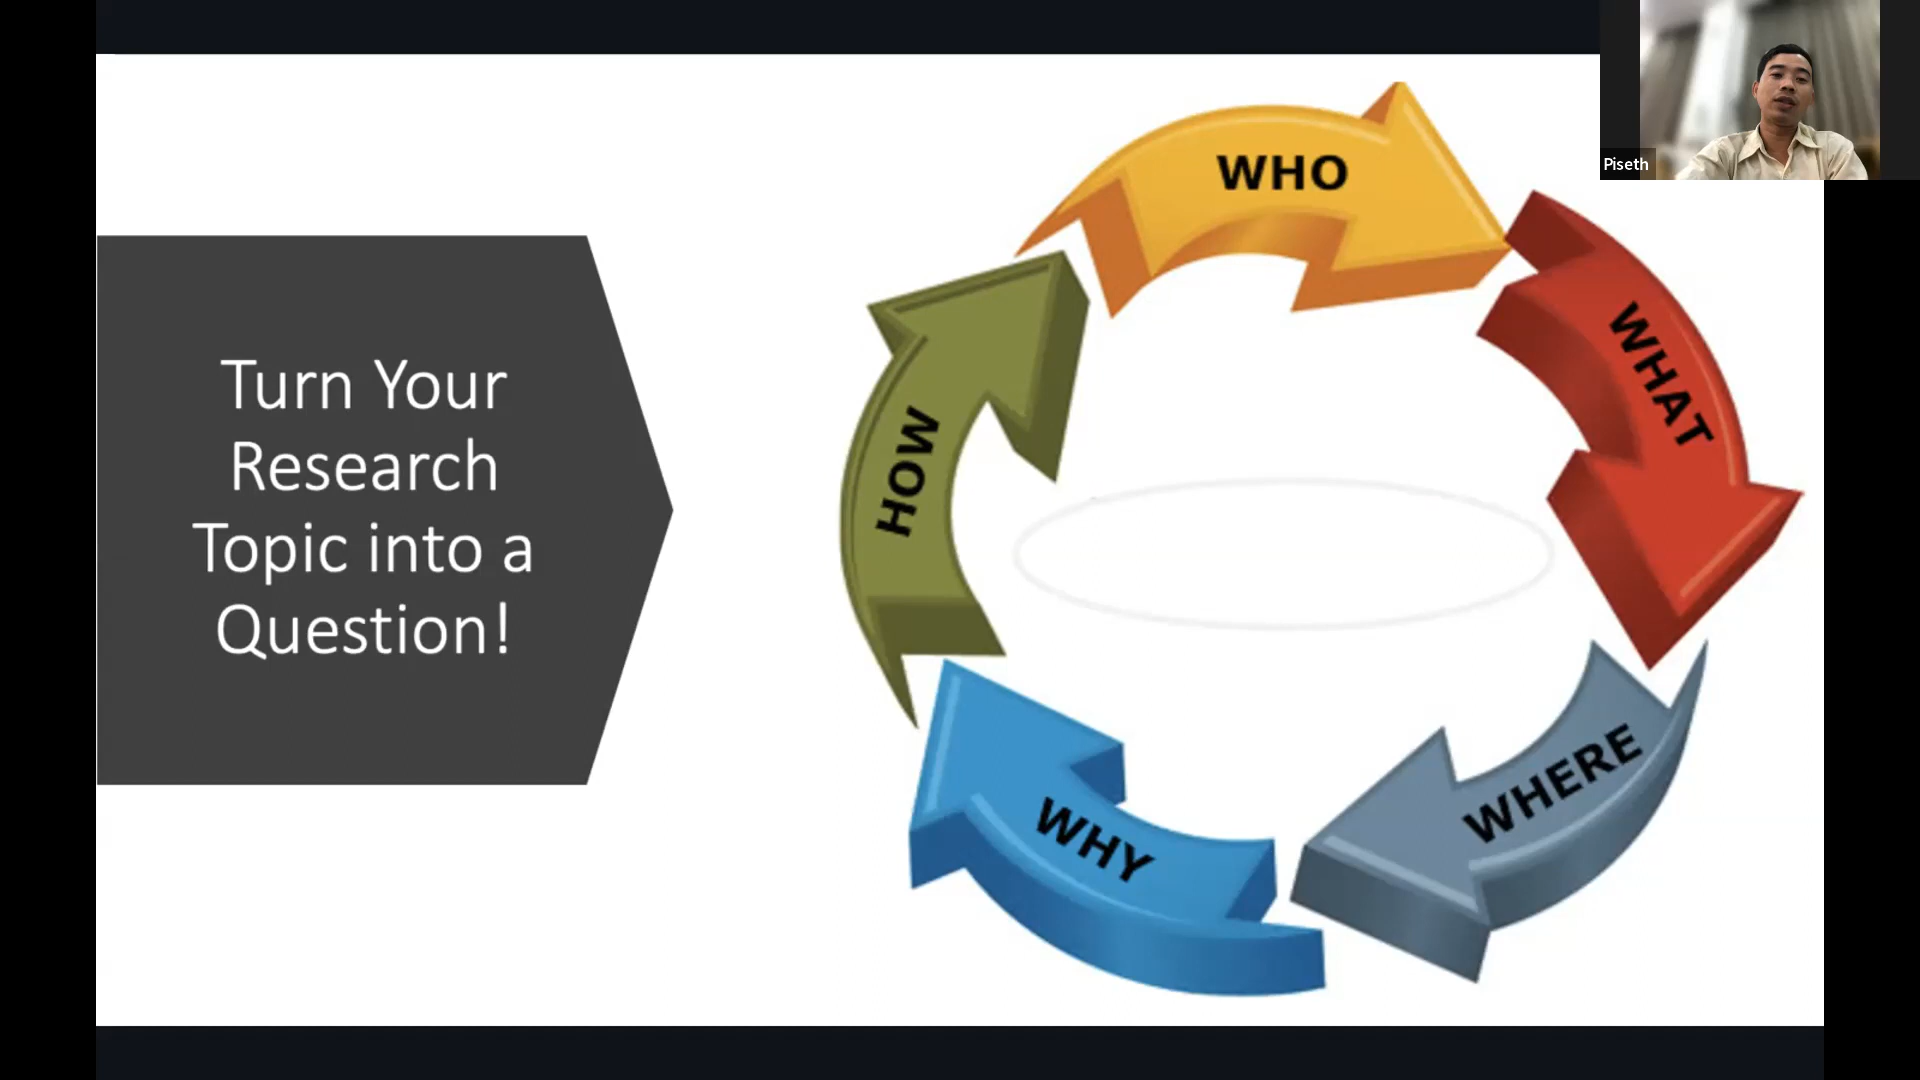 Turn Your
Research
Topic into a
Question!
WHO
WHAT
WHERE
WHY
HOW
Piseth